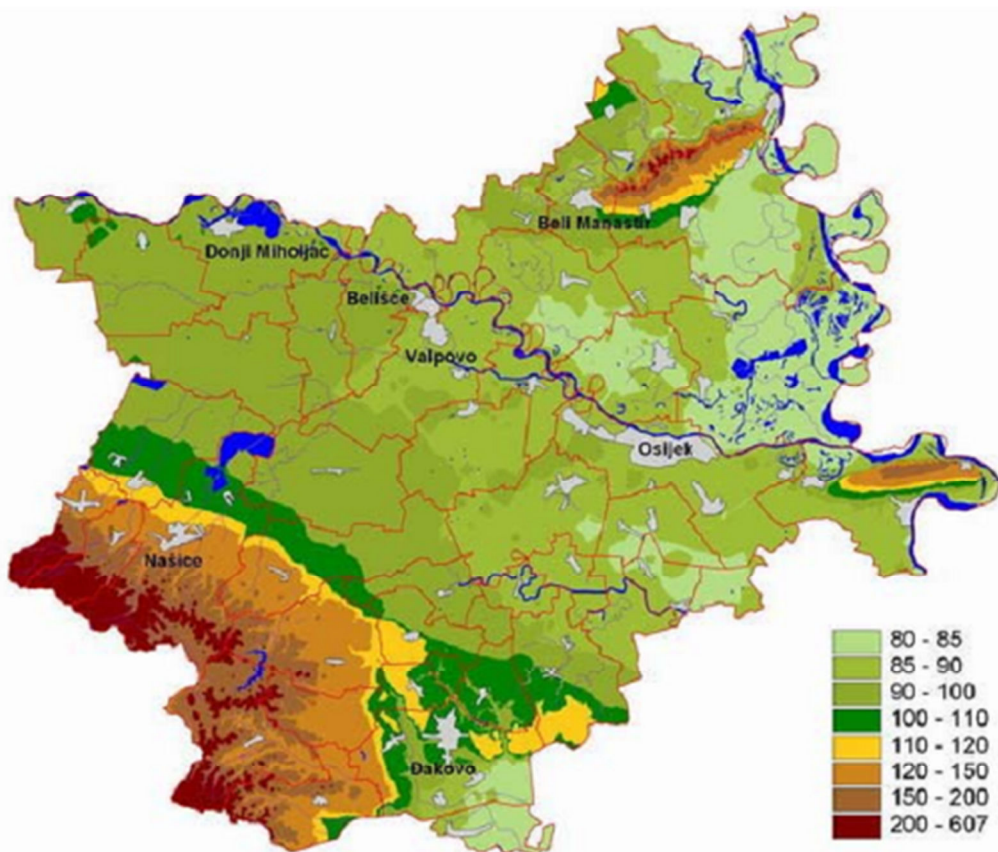 Beli Manastir
Donji Miholjac
Belišće
Valpovo
Osijek
Našice
Đakovo
80 - 85
85 - 90
90 - 100
100 - 110
110 - 120
120 - 150
150 - 200
200 - 607